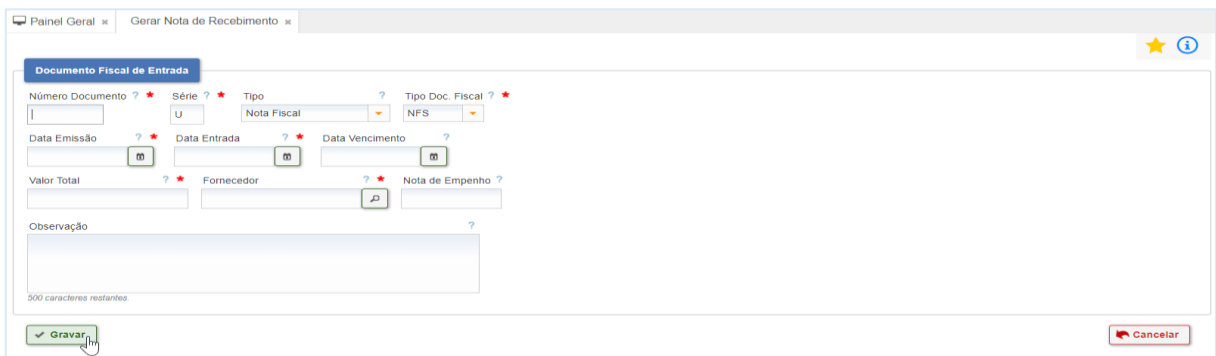 Painel Geral × Gerar Nota de Recebimento ×
Documento Fiscal de Entrada
Número Documento ? * Série ? * Tipo ? Tipo Doc. Fiscal ? *
U Nota Fiscal NFS
Data Emissão ? * Data Entrada ? * Data Vencimento ?
Valor Total ? * Fornecedor ? * Nota de Empenho ?
Observação ?
500 caracteres restantes.
Gravar Cancelar